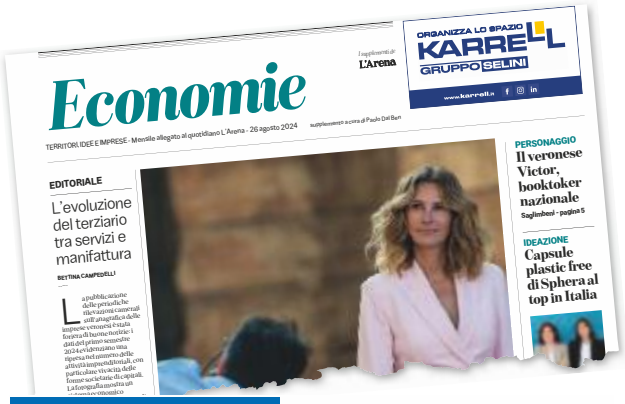 I supplementi de
L'Arena
Economie
TERRITORI, IDEE E IMPRESE - Mensile allegato al quotidiano L'Arena - 26 agosto 2024
supplemento a cura di Paolo Dal Ben
ORGANIZZA LO SPAZIO
KARRELL
GRUPPO SELINI
www.karrell.it
EDITORIALE
L'evoluzione
del terziario
tra servizi e
manifattura
BETTINA CAMPEDELLI
La pubblicazione
delle periodiche
rilevazioni camerali
sull'anagrafica delle
imprese veronesi è stata
foriera di buone notizie: i
dati del primo semestre
2024 evidenziano una
ripresa nel numero delle
attività imprenditoriali, con
particolare vivacità delle
forme societarie di capitali.
La fotografia mostra un
economico
PERSONAGGIO
Il veronese
Victor,
booktoker
nazionale
Saglimbeni - pagina 5
IDEAZIONE
Capsule
plastic free
di Sphera al
top in Italia